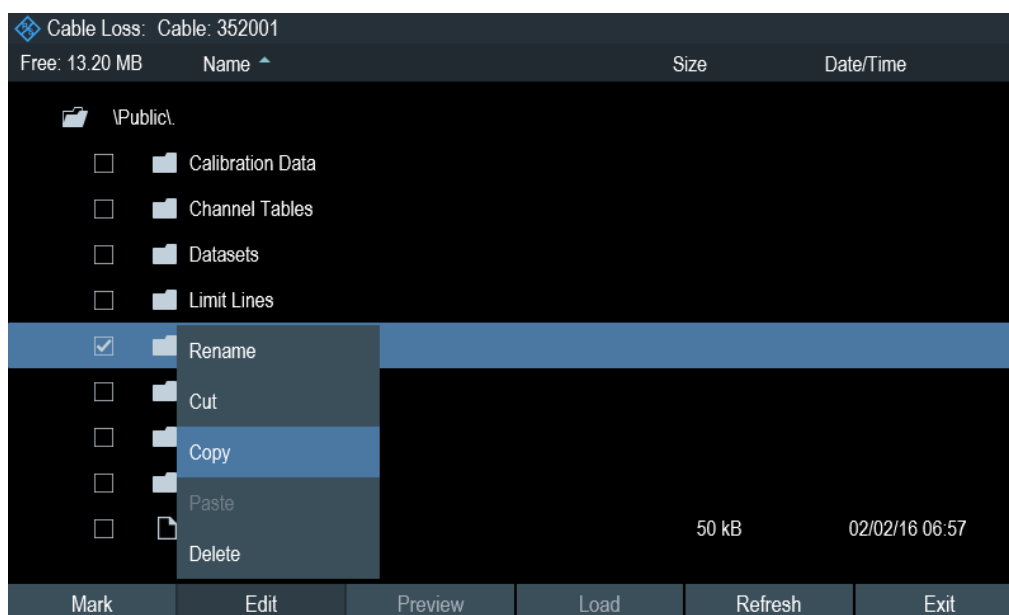 Cable Loss: Cable: 352001
Free: 13.20 MB Name Size Date/Time
\Public\.
Calibration Data
Channel Tables
Datasets
Limit Lines
Rename
Cut
Copy
Paste
50 kB 02/02/16 06:57
Delete
Mark Edit Preview Load Refresh Exit